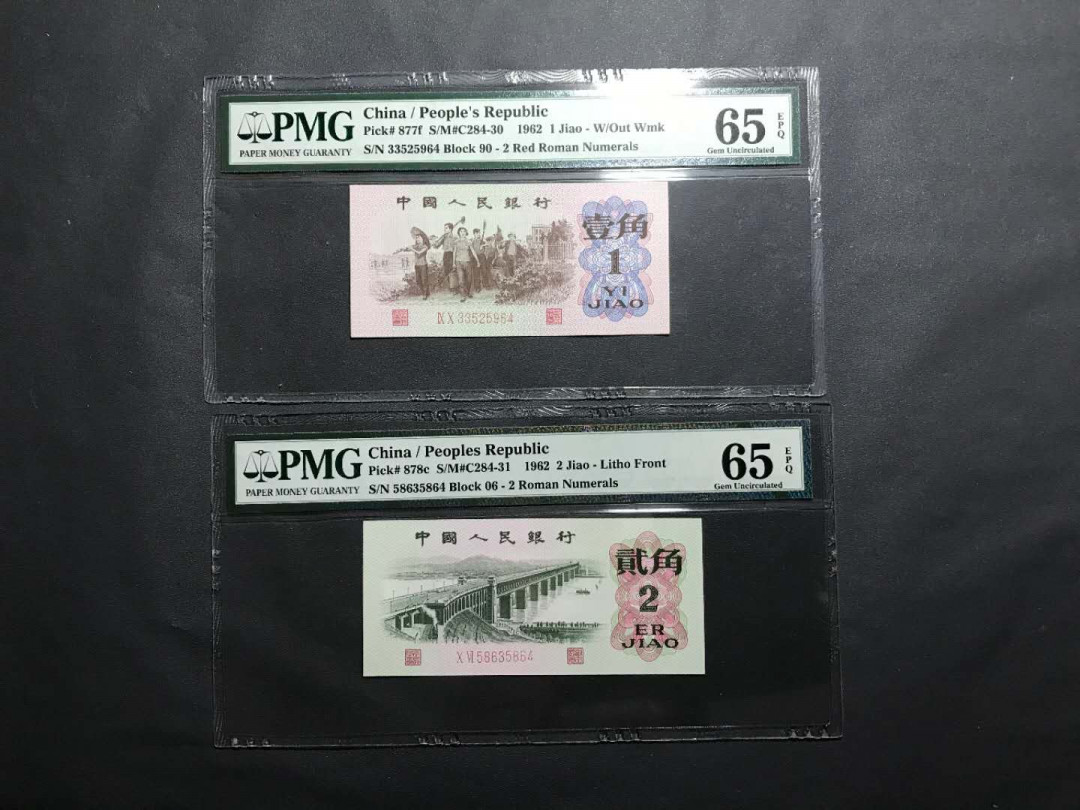 PMG
PAPER MONEY GUARANTY
China / People's Republic
Pick# 877f S/M#C284-30 1962 1 Jiao - W/Out Wmk
S/N 33525964 Block 90 - 2 Red Roman Numerals
65 EPQ
Gem Uncirculated
中國人民銀行
壹角
1
YI
JIAO
IX X 33525964
PMG
PAPER MONEY GUARANTY
China / Peoples Republic
Pick# 878c S/M#C284-31 1962 2 Jiao - Litho Front
S/N 58635864 Block 06 - 2 Roman Numerals
65 EPQ
Gem Uncirculated
中國人民銀行
貳角
2
ER
JIAO
X VI 58635864